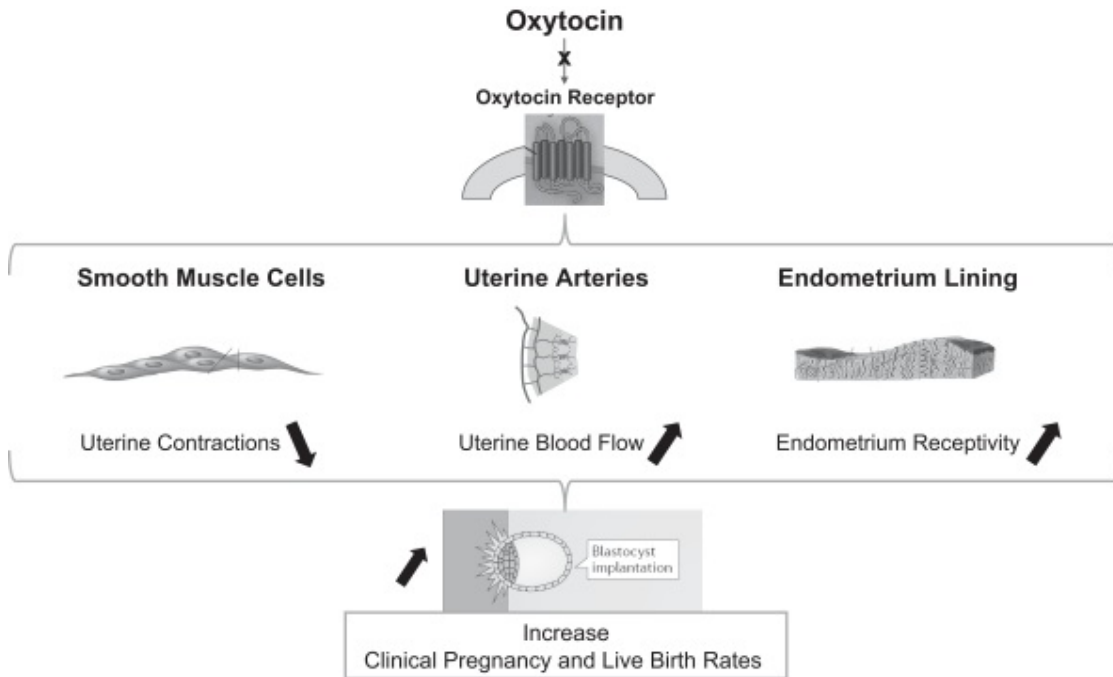 Oxytocin
x
Oxytocin Receptor
Smooth Muscle Cells
Uterine Arteries
Endometrium Lining
Uterine Contractions
Uterine Blood Flow
Endometrium Receptivity
Blastocyst
implantation
Increase
Clinical Pregnancy and Live Birth Rates